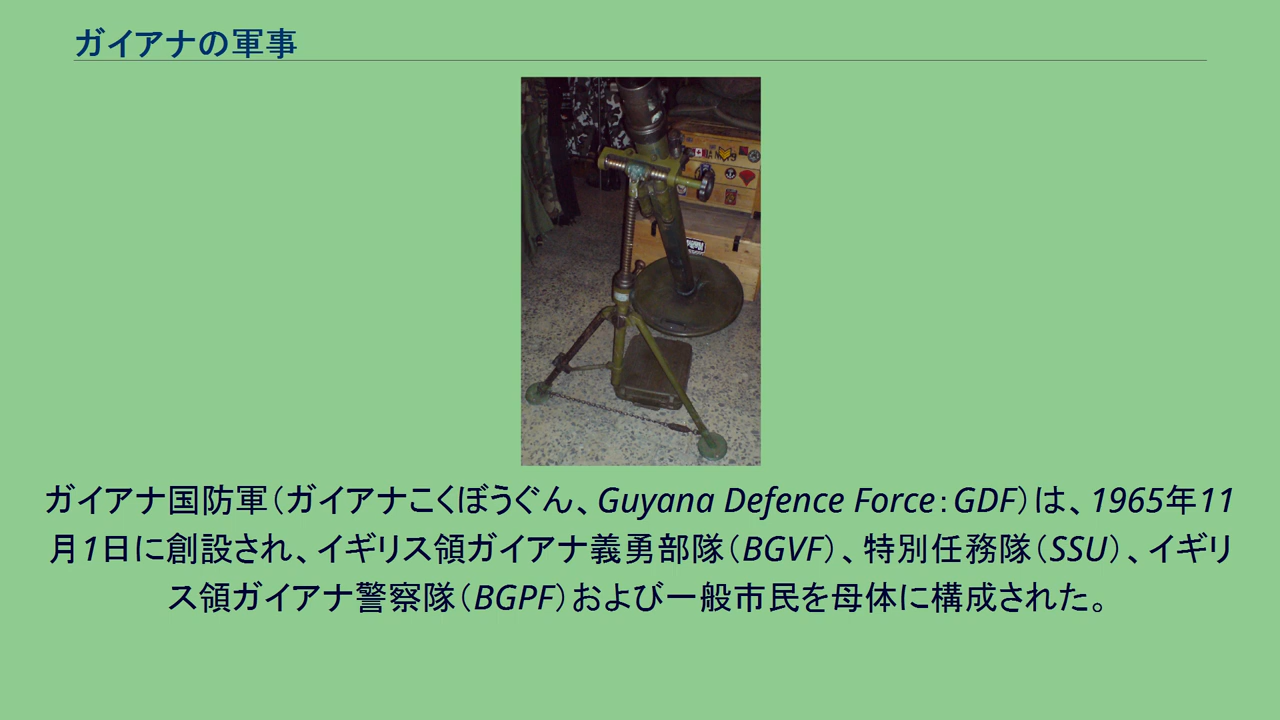 ガイアナの軍事
ガイアナ国防軍（ガイアナこくぼうぐん、Guyana Defence Force：GDF）は、1965年11
月1日に創設され、イギリス領ガイアナ義勇部隊（BGVF）、特別任務隊（SSU）、イギリ
ス領ガイアナ警察隊（BGPF）および一般市民を母体に構成された。